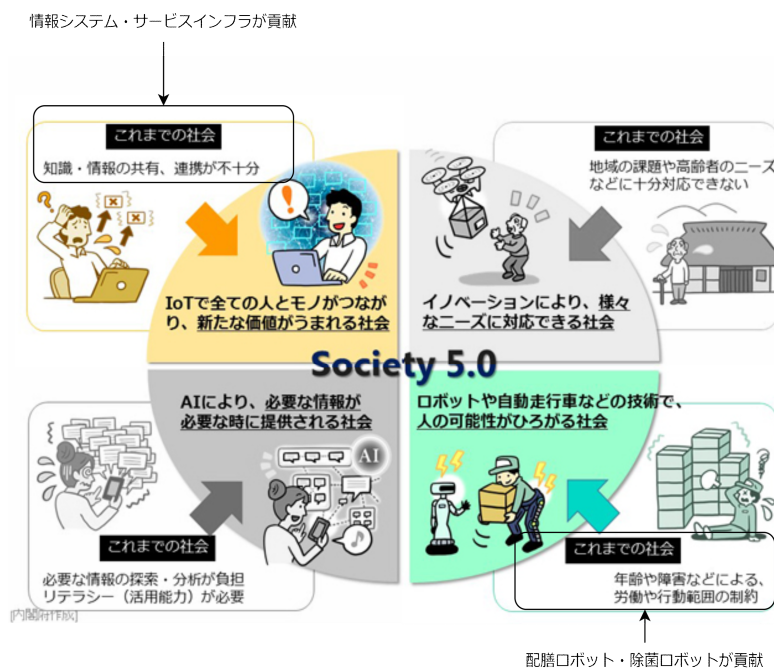 情報システム・サービスインフラが貢献
これまでの社会
知識・情報の共有、連携が不十分
IoTで全ての人とモノがつなが
り、新たな価値がうまれる社会
これまでの社会
地域の課題や高齢者のニーズ
などに十分対応できない
イノベーションにより、様々
なニーズに対応できる社会
Society 5.0
AIにより、必要な情報が
必要な時に提供される社会
AI
これまでの社会
必要な情報の探索・分析が負担
リテラシー（活用能力）が必要
ロボットや自動走行車などの技術で、
人の可能性がひろがる社会
これまでの社会
年齢や障害などによる、
労働や行動範囲の制約
[内閣府作成]
配膳ロボット・除菌ロボットが貢献